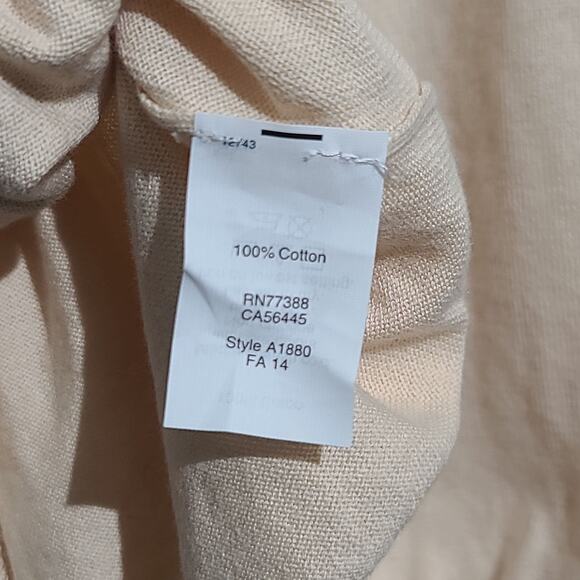 12/43
100% Cotton
RN77388
CA56445
Style A1880
FA 14